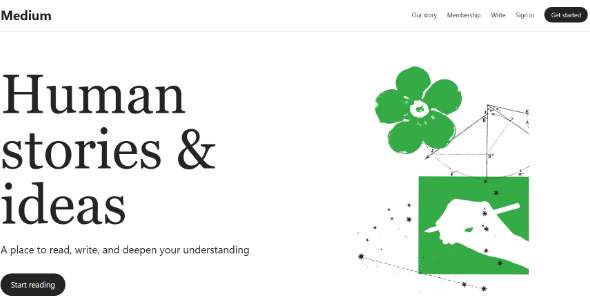 Medium
Our story Membership Write Sign in Get started
Human
stories &
ideas
A place to read, write, and deepen your understanding
Start reading